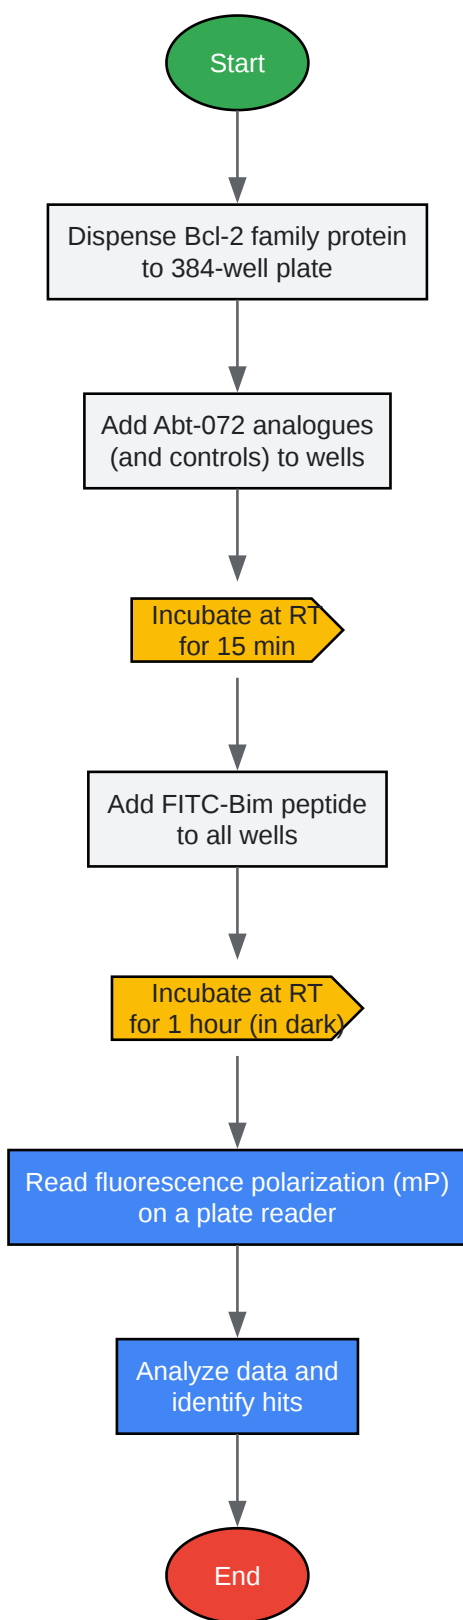 Start
Dispense Bcl-2 family protein
to 384-well plate
Add Abt-072 analogues
(and controls) to wells
Incubate at RT
for 15 min
Add FITC-Bim peptide
to all wells
Incubate at RT
for 1 hour (in dark)
Read fluorescence polarization (mP)
on a plate reader
Analyze data and
identify hits
End